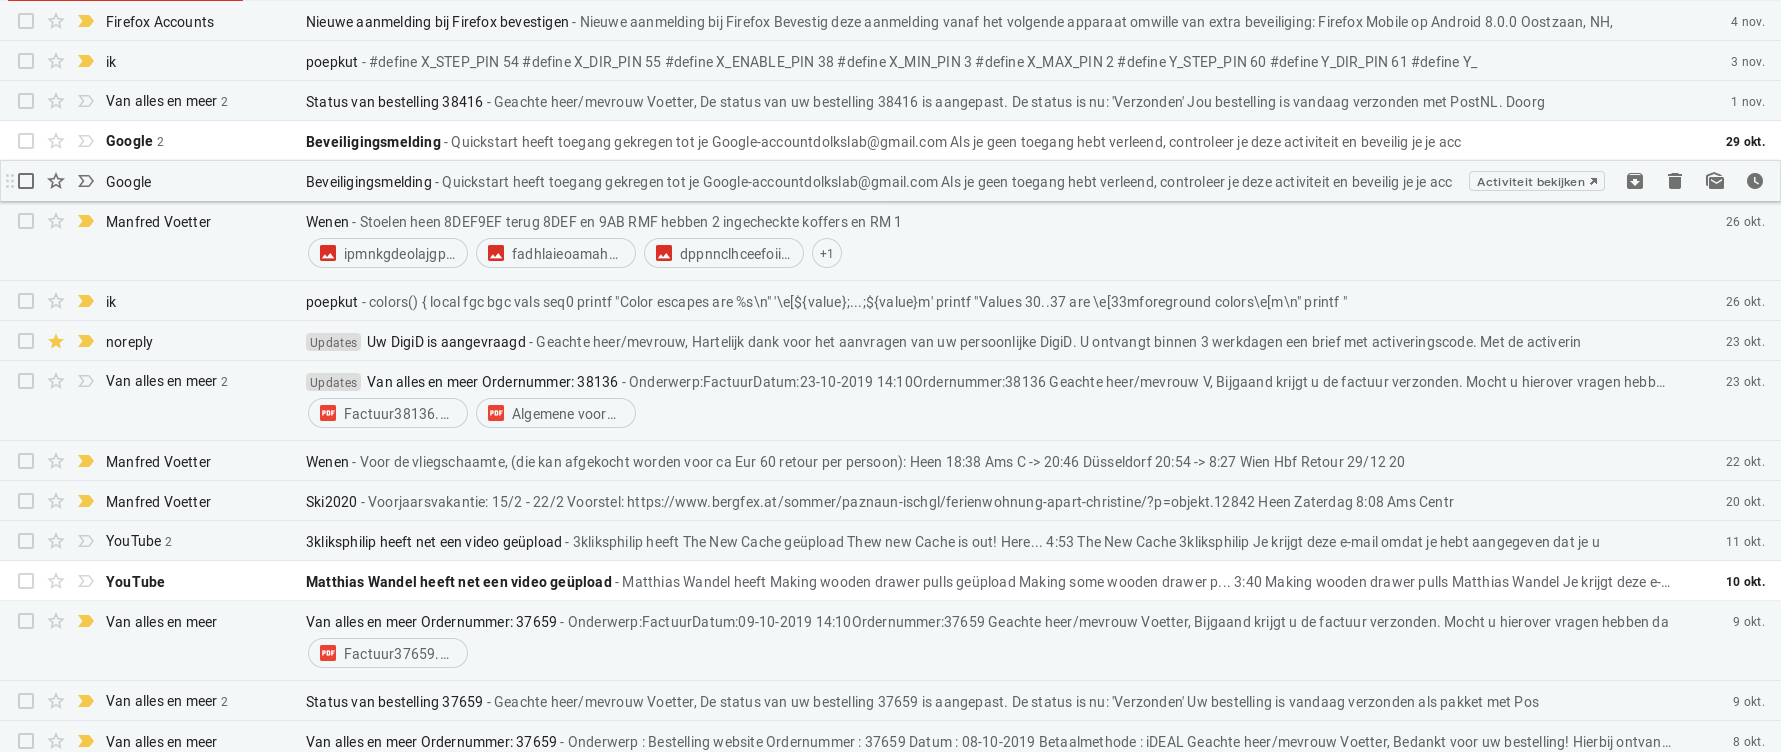 Firefox Accounts Nieuwe aanmelding bij Firefox bevestigen - Nieuwe aanmelding bij Firefox Bevestig deze aanmelding vanaf het volgende apparaat omwille van extra beveiliging: Firefox Mobile op Android 8.0.0 Oostzaan, NH, 4 nov.
ik poepkut - #define X_STEP_PIN 54 #define X_DIR_PIN 55 #define X_ENABLE_PIN 38 #define X_MIN_PIN 3 #define X_MAX_PIN 2 #define Y_STEP_PIN 60 #define Y_DIR_PIN 61 #define Y_ 3 nov.
Van alles en meer 2 Status van bestelling 38416 - Geachte heer/mevrouw Voetter, De status van uw bestelling 38416 is aangepast. De status is nu: 'Verzonden' Jou bestelling is vandaag verzonden met PostNL. Doorg 1 nov.
Google 2 Beveiligingsmelding - Quickstart heeft toegang gekregen tot je Google-accountdolkslab@gmail.com Als je geen toegang hebt verleend, controleer je deze activiteit en beveilig je je acc 29 okt.
Google Beveiligingsmelding - Quickstart heeft toegang gekregen tot je Google-accountdolkslab@gmail.com Als je geen toegang hebt verleend, controleer je deze activiteit en beveilig je je acc Activiteit bekijken
Manfred Voetter Wenen - Stoelen heen 8DEF9EF terug 8DEF en 9AB RMF hebben 2 ingecheckte koffers en RM 1 26 okt.
ipmnkgdeolajgp... fadhlaieoamah... dppnnclhceefoii... +1
ik poepkut - colors() { local fgc bgc vals seq0 printf "Color escapes are %s\n" '\e[${value};...;${value}m' printf "Values 30..37 are \e[33mforeground colors\e[m\n" printf " 26 okt.
noreply Updates Uw DigiD is aangevraagd - Geachte heer/mevrouw, Hartelijk dank voor het aanvragen van uw persoonlijke DigiD. U ontvangt binnen 3 werkdagen een brief met activeringscode. Met de activerin 23 okt.
Van alles en meer 2 Updates Van alles en meer Ordernummer: 38136 - Onderwerp:FactuurDatum:23-10-2019 14:10Ordernummer:38136 Geachte heer/mevrouw V, Bijgaand krijgt u de factuur verzonden. Mocht u hierover vragen hebb... 23 okt.
PDF Factuur38136.... PDF Algemene voor...
Manfred Voetter Wenen - Voor de vliegschaamte, (die kan afgekocht worden voor ca Eur 60 retour per persoon): Heen 18:38 Ams C -> 20:46 Düsseldorf 20:54 -> 8:27 Wien Hbf Retour 29/12 20 22 okt.
Manfred Voetter Ski2020 - Voorjaarsvakantie: 15/2 - 22/2 Voorstel: https://www.bergfex.at/sommer/paznaun-ischgl/ferienwohnung-apart-christine/?p=objekt.12842 Heen Zaterdag 8:08 Ams Centr 20 okt.
YouTube 2 3kliksphilip heeft net een video geüpload - 3kliksphilip heeft The New Cache geüpload Thew new Cache is out! Here... 4:53 The New Cache 3kliksphilip Je krijgt deze e-mail omdat je hebt aangegeven dat je u 11 okt.
YouTube Matthias Wandel heeft net een video geüpload - Matthias Wandel heeft Making wooden drawer pulls geüpload Making some wooden drawer p... 3:40 Making wooden drawer pulls Matthias Wandel Je krijgt deze e-... 10 okt.
Van alles en meer Van alles en meer Ordernummer: 37659 - Onderwerp:FactuurDatum:09-10-2019 14:10Ordernummer:37659 Geachte heer/mevrouw Voetter, Bijgaand krijgt u de factuur verzonden. Mocht u hierover vragen hebben da 9 okt.
PDF Factuur37659....
Van alles en meer 2 Status van bestelling 37659 - Geachte heer/mevrouw Voetter, De status van uw bestelling 37659 is aangepast. De status is nu: 'Verzonden' Uw bestelling is vandaag verzonden als pakket met Pos 9 okt.
Van alles en meer Van alles en meer Ordernummer: 37659 - Onderwerp : Bestelling website Ordernummer : 37659 Datum : 08-10-2019 Betaalmethode : iDEAL Geachte heer/mevrouw Voetter, Bedankt voor uw bestelling! Hierbij ontvan... 8 okt.